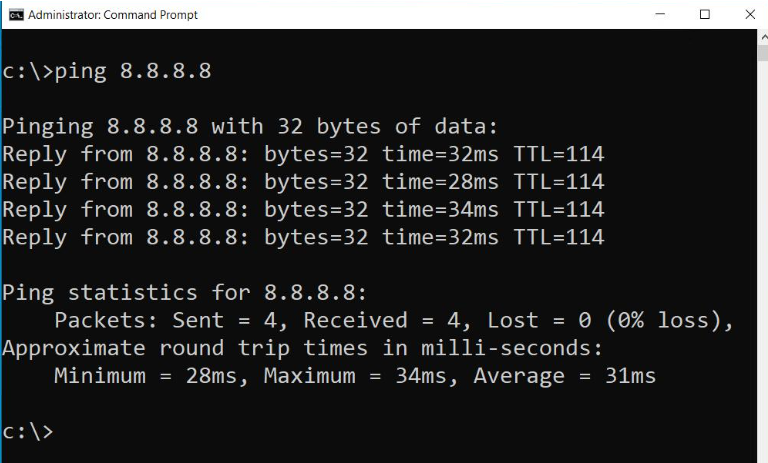 Administrator: Command Prompt
c:\>ping 8.8.8.8
Pinging 8.8.8.8 with 32 bytes of data:
Reply from 8.8.8.8: bytes=32 time=32ms TTL=114
Reply from 8.8.8.8: bytes=32 time=28ms TTL=114
Reply from 8.8.8.8: bytes=32 time=34ms TTL=114
Reply from 8.8.8.8: bytes=32 time=32ms TTL=114
Ping statistics for 8.8.8.8:
    Packets: Sent = 4, Received = 4, Lost = 0 (0% loss),
Approximate round trip times in milli-seconds:
    Minimum = 28ms, Maximum = 34ms, Average = 31ms
c:\>